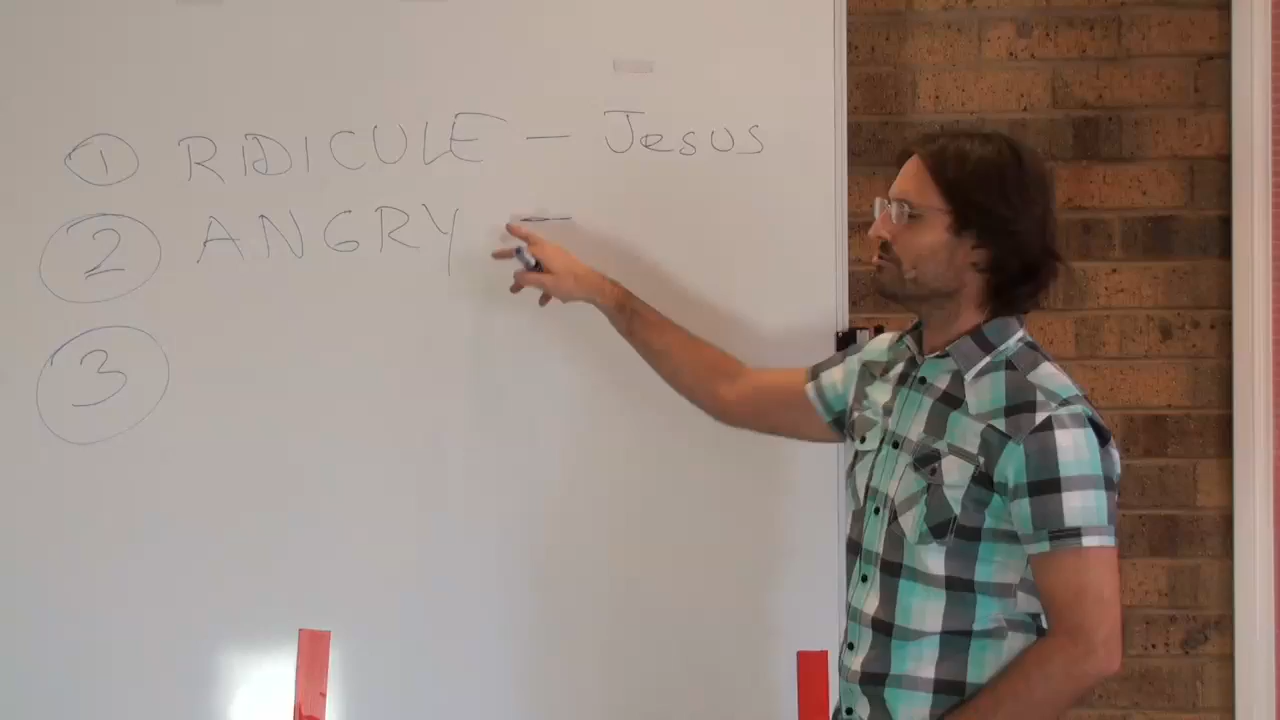 ① RIDICULE — Jesus
② ANGRY —
③